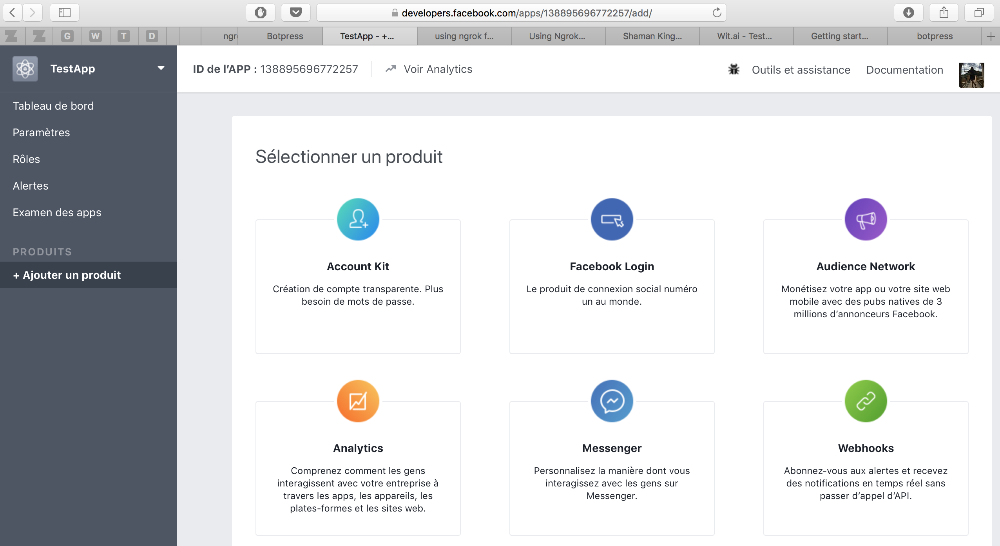 developers.facebook.com/apps/138895696772257/add/
G W T D ngr Botpress TestApp - +... using ngrok f... Using Ngrok... Shaman King... Wit.ai - Test... Getting start... botpress
TestApp
ID de l’APP : 138895696772257
Voir Analytics
Outils et assistance
Documentation
Tableau de bord
Paramètres
Rôles
Alertes
Examen des apps
PRODUITS
+ Ajouter un produit
Sélectionner un produit
Account Kit
Création de compte transparente. Plus
besoin de mots de passe.
Facebook Login
Le produit de connexion social numéro
un au monde.
Audience Network
Monétisez votre app ou votre site web
mobile avec des pubs natives de 3
millions d’annonceurs Facebook.
Analytics
Comprenez comment les gens
interagissent avec votre entreprise à
travers les apps, les appareils, les
plates-formes et les sites web.
Messenger
Personnalisez la manière dont vous
interagissez avec les gens sur
Messenger.
Webhooks
Abonnez-vous aux alertes et recevez
des notifications en temps réel sans
passer d’appel d’API.